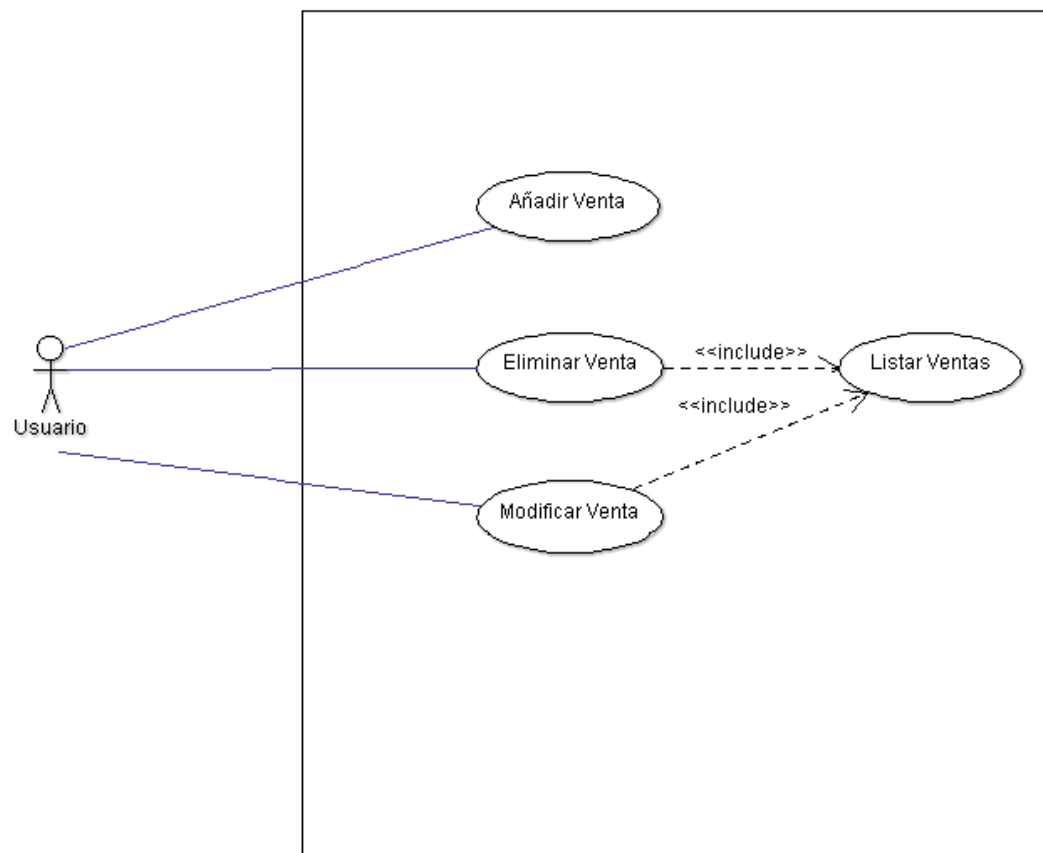 Añadir Venta
Eliminar Venta
<<include>>
Listar Ventas
<<include>>
Usuario
Modificar Venta